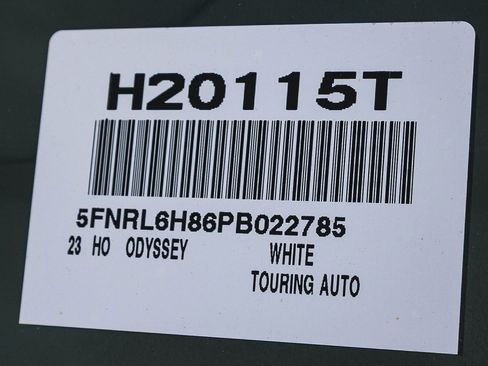 H20115T
5FNRL6H86PB022785
23 HO ODYSSEY WHITE
TOURING AUTO